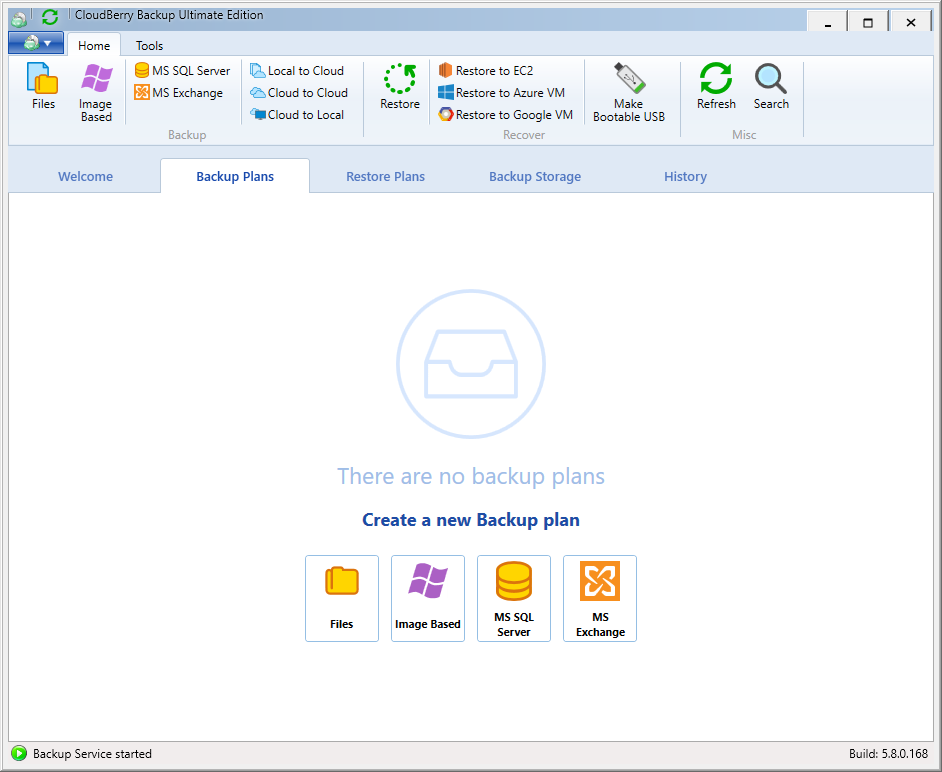 CloudBerry Backup Ultimate Edition
Home
Tools
Files
Image
Based
MS SQL Server
MS Exchange
Backup
Local to Cloud
Cloud to Cloud
Cloud to Local
Restore
Restore to EC2
Restore to Azure VM
Restore to Google VM
Recover
Make
Bootable USB
Refresh
Search
Misc
Welcome
Backup Plans
Restore Plans
Backup Storage
History
There are no backup plans
Create a new Backup plan
Files
Image Based
MS SQL
Server
MS
Exchange
Backup Service started
Build: 5.8.0.168